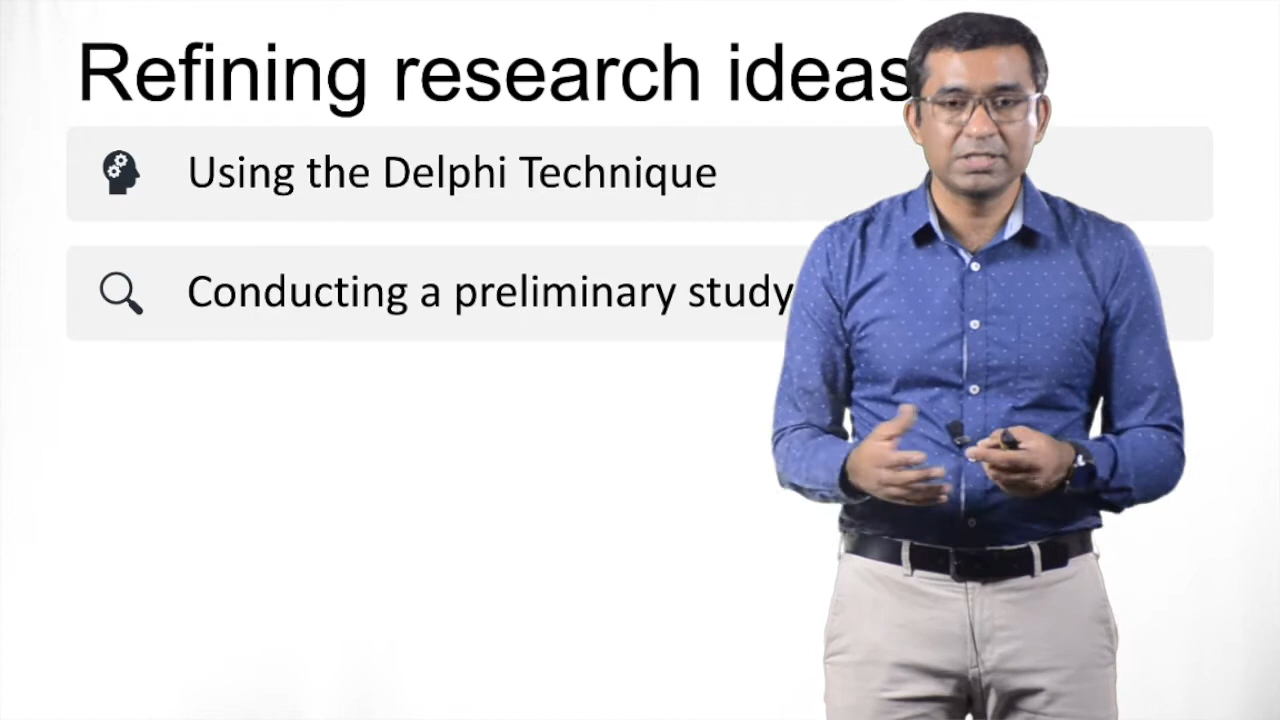 Refining research ideas
Using the Delphi Technique
Conducting a preliminary study